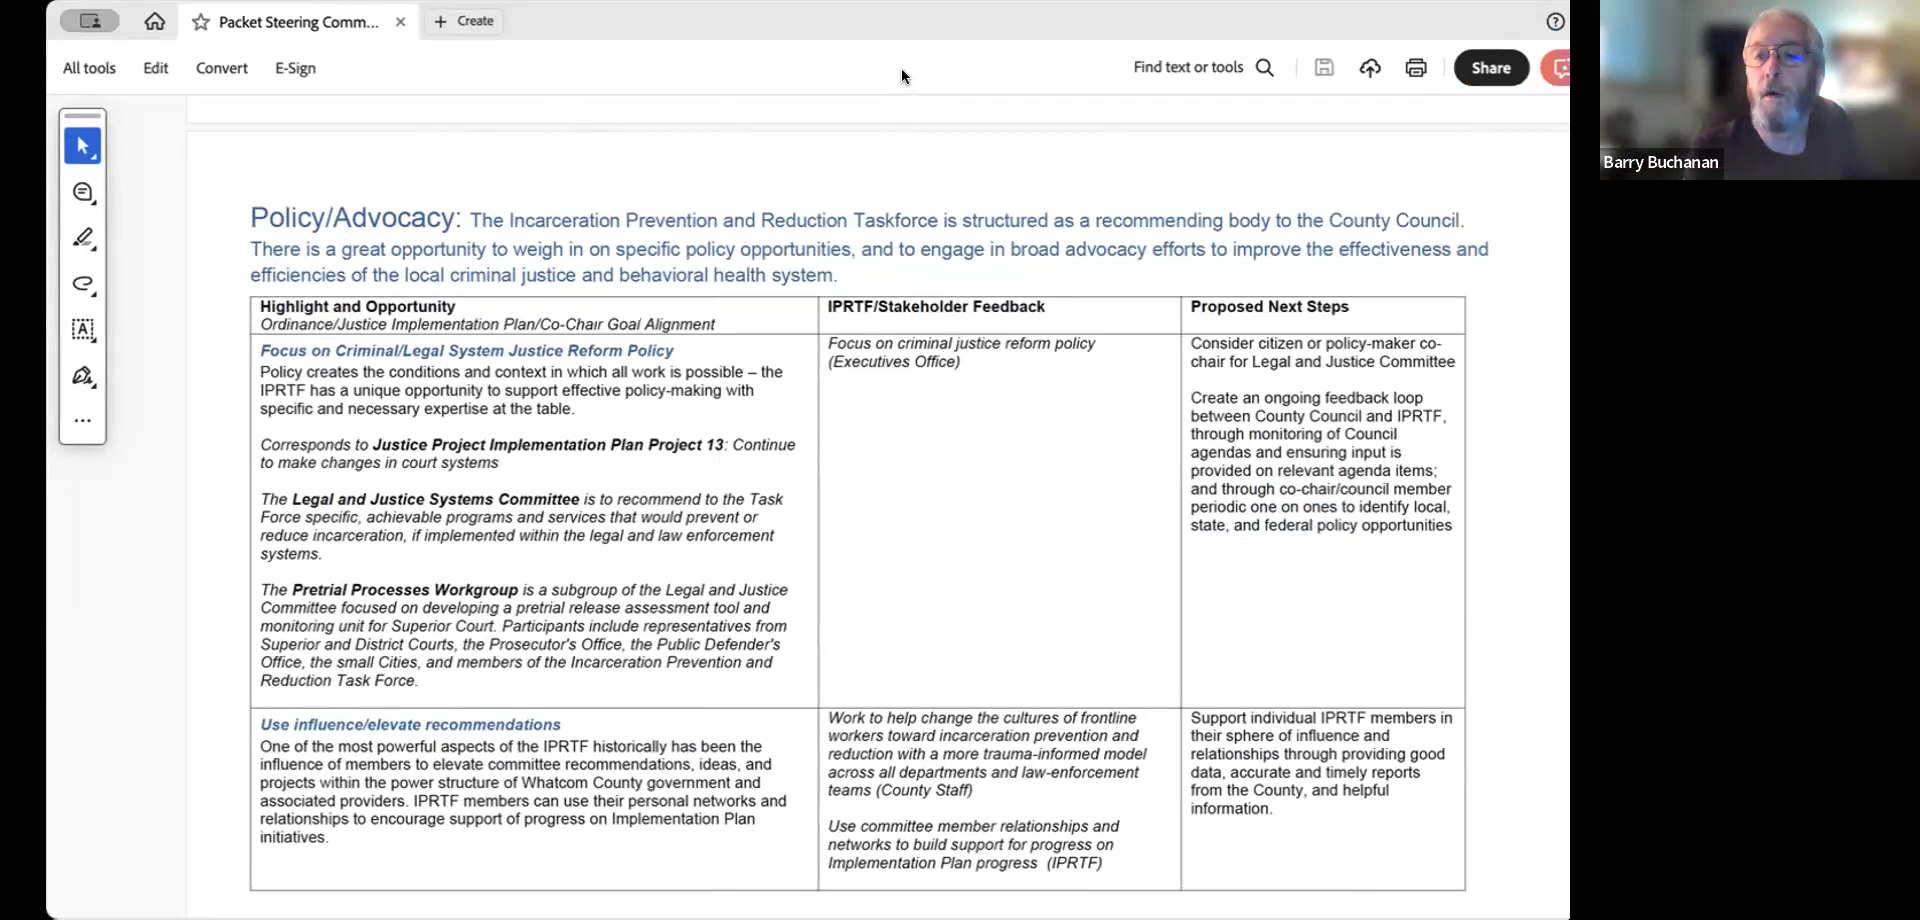 Packet Steering Comm...
Create
All tools
Edit
Convert
E-Sign
Find text or tools
Share
Barry Buchanan
Policy/Advocacy: The Incarceration Prevention and Reduction Taskforce is structured as a recommending body to the County Council.
There is a great opportunity to weigh in on specific policy opportunities, and to engage in broad advocacy efforts to improve the effectiveness and
efficiencies of the local criminal justice and behavioral health system.
Highlight and Opportunity
Ordinance/Justice Implementation Plan/Co-Chair Goal Alignment
IPRTF/Stakeholder Feedback
Proposed Next Steps
Focus on Criminal/Legal System Justice Reform Policy
Policy creates the conditions and context in which all work is possible – the
IPRTF has a unique opportunity to support effective policy-making with
specific and necessary expertise at the table.
Corresponds to Justice Project Implementation Plan Project 13: Continue
to make changes in court systems
The Legal and Justice Systems Committee is to recommend to the Task
Force specific, achievable programs and services that would prevent or
reduce incarceration, if implemented within the legal and law enforcement
systems.
The Pretrial Processes Workgroup is a subgroup of the Legal and Justice
Committee focused on developing a pretrial release assessment tool and
monitoring unit for Superior Court. Participants include representatives from
Superior and District Courts, the Prosecutor's Office, the Public Defender's
Office, the small Cities, and members of the Incarceration Prevention and
Reduction Task Force.
Focus on criminal justice reform policy
(Executives Office)
Consider citizen or policy-maker co-
chair for Legal and Justice Committee
Create an ongoing feedback loop
between County Council and IPRTF,
through monitoring of Council
agendas and ensuring input is
provided on relevant agenda items;
and through co-chair/council member
periodic one on ones to identify local,
state, and federal policy opportunities
Use influence/elevate recommendations
One of the most powerful aspects of the IPRTF historically has been the
influence of members to elevate committee recommendations, ideas, and
projects within the power structure of Whatcom County government and
associated providers. IPRTF members can use their personal networks and
relationships to encourage support of progress on Implementation Plan
initiatives.
Work to help change the cultures of frontline
workers toward incarceration prevention and
reduction with a more trauma-informed model
across all departments and law-enforcement
teams (County Staff)
Use committee member relationships and
networks to build support for progress on
Implementation Plan progress (IPRTF)
Support individual IPRTF members in
their sphere of influence and
relationships through providing good
data, accurate and timely reports
from the County, and helpful
information.